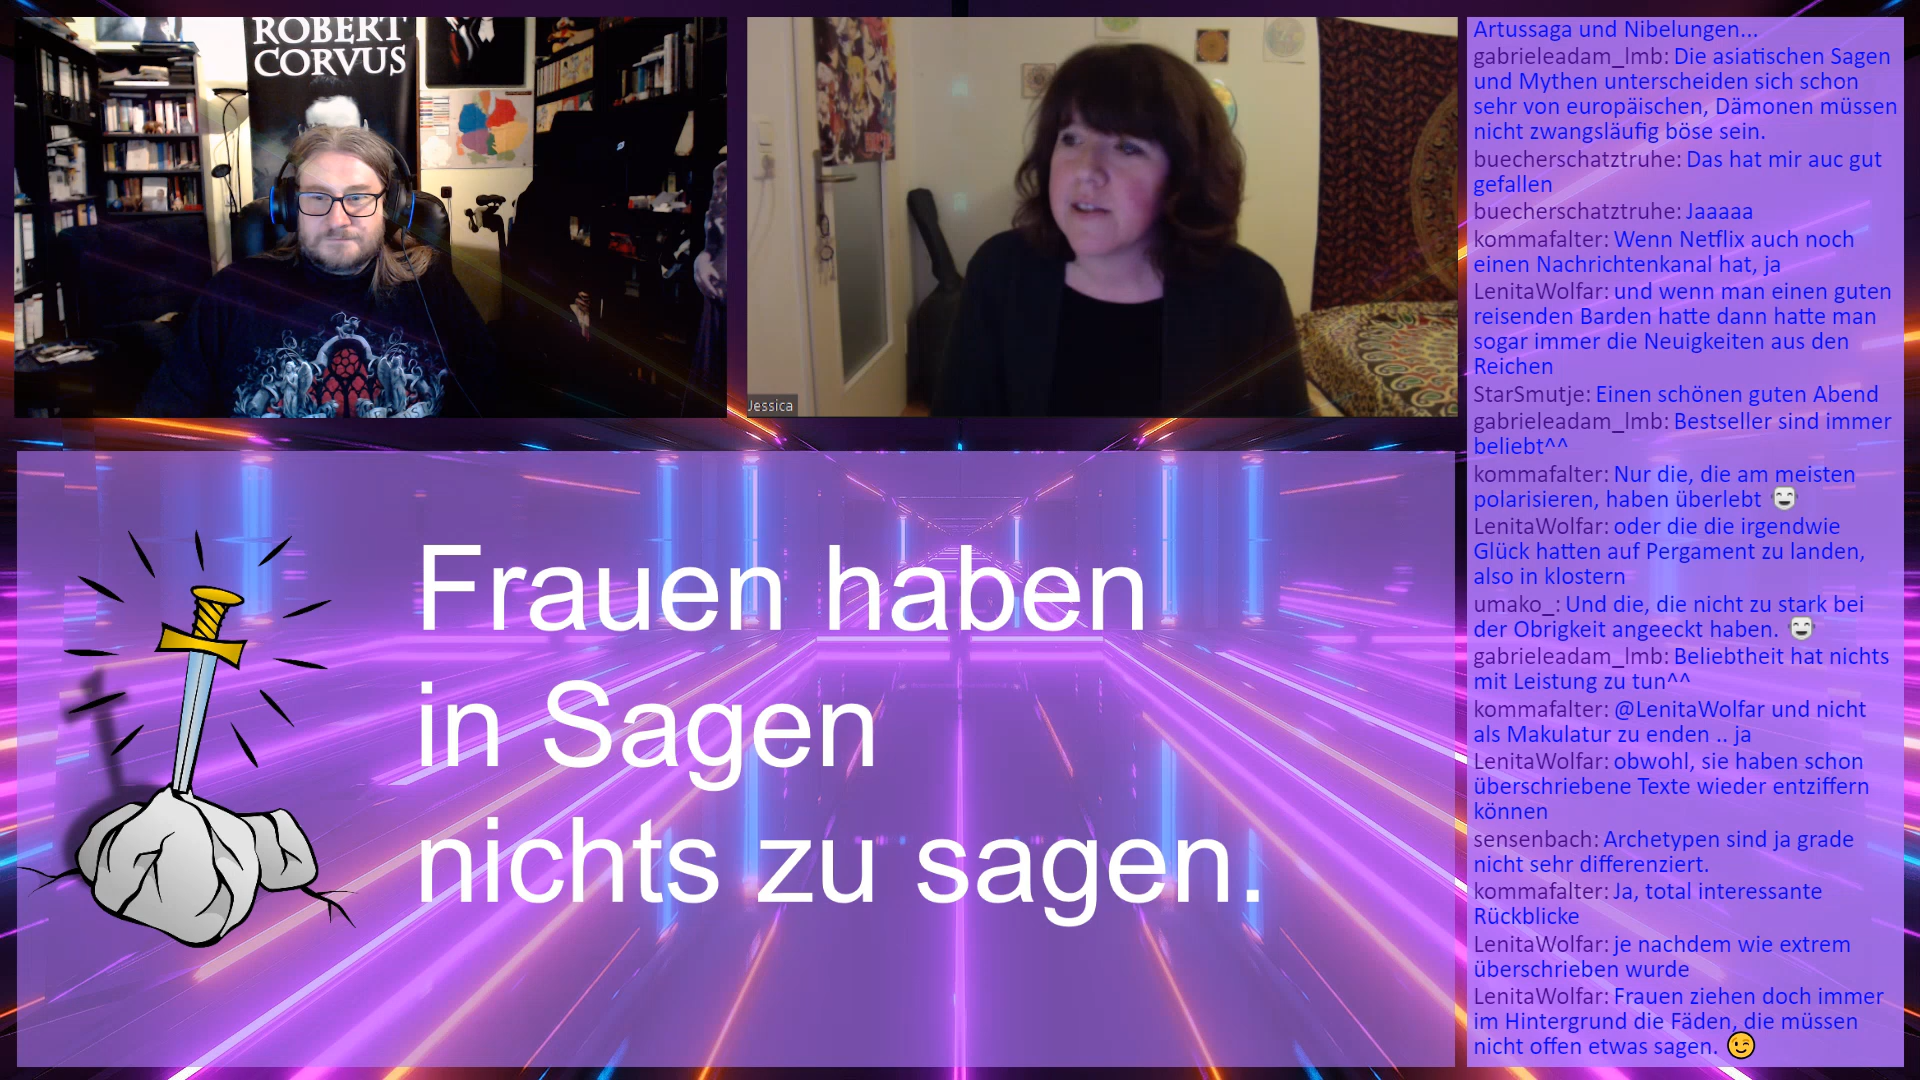 ROBERT
CORVUS
Jessica
Frauen haben
in Sagen
nichts zu sagen.
Artussaga und Nibelungen...
gabrieleadam_lmb: Die asiatischen Sagen
und Mythen unterscheiden sich schon
sehr von europäischen, Dämonen müssen
nicht zwangsläufig böse sein.
buecherschatztruhe: Das hat mir auc gut
gefallen
buecherschatztruhe: Jaaaaa
kommafalter: Wenn Netflix auch noch
einen Nachrichtenkanal hat, ja
LenitaWolfar: und wenn man einen guten
reisenden Barden hatte dann hatte man
sogar immer die Neuigkeiten aus den
Reichen
StarSmutje: Einen schönen guten Abend
gabrieleadam_lmb: Bestseller sind immer
beliebt^^
kommafalter: Nur die, die am meisten
polarisieren, haben überlebt
LenitaWolfar: oder die die irgendwie
Glück hatten auf Pergament zu landen,
also in klostern
umako_: Und die, die nicht zu stark bei
der Obrigkeit angeeckt haben.
gabrieleadam_lmb: Beliebtheit hat nichts
mit Leistung zu tun^^
kommafalter: @LenitaWolfar und nicht
als Makulatur zu enden .. ja
LenitaWolfar: obwohl, sie haben schon
überschriebene Texte wieder entziffern
können
sensenbach: Archetypen sind ja grade
nicht sehr differenziert.
kommafalter: Ja, total interessante
Rückblicke
LenitaWolfar: je nachdem wie extrem
überschrieben wurde
LenitaWolfar: Frauen ziehen doch immer
im Hintergrund die Fäden, die müssen
nicht offen etwas sagen. 😉